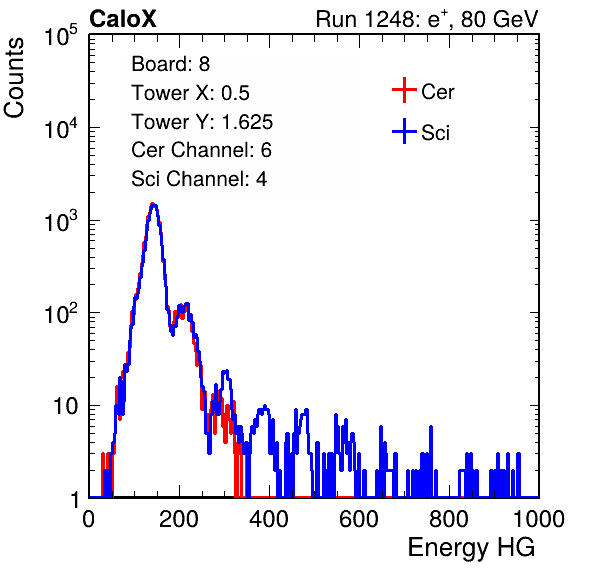 CaloX Run 1248: e⁺, 80 GeV
Counts
Board: 8
Tower X: 0.5
Tower Y: 1.625
Cer Channel: 6
Sci Channel: 4
Cer
Sci
10⁵
10⁴
10³
10²
10
1
0 200 400 600 800 1000
Energy HG